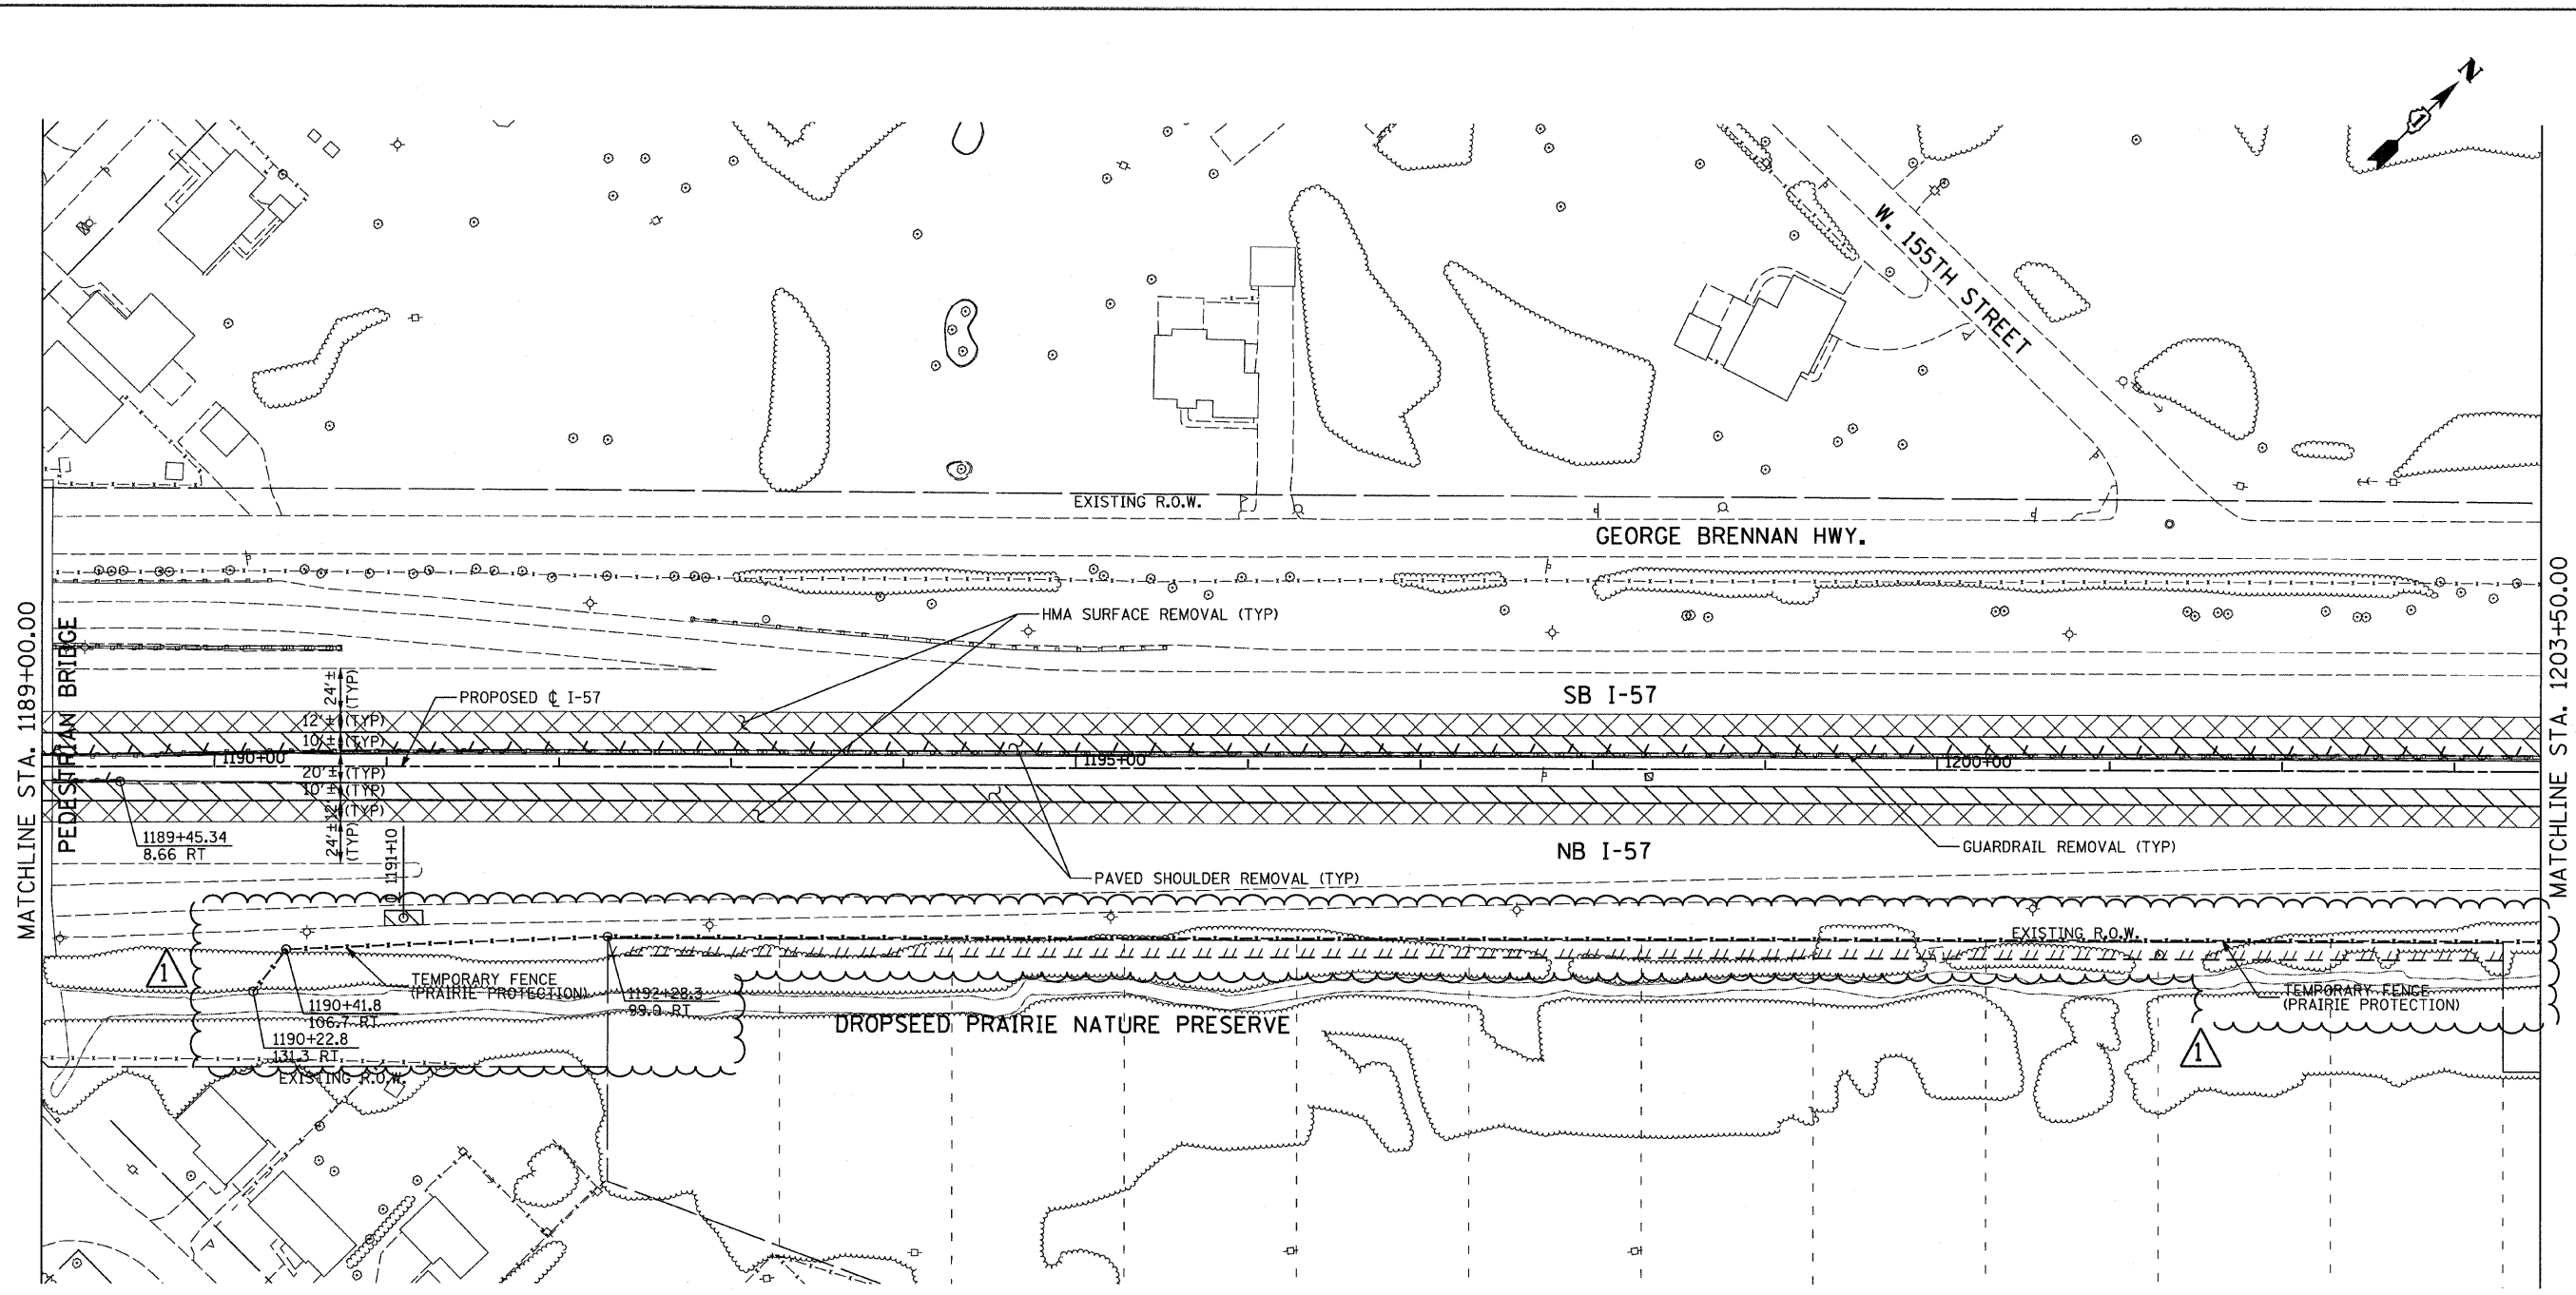 N
1
W. 155TH STREET
EXISTING R.O.W.
GEORGE BRENNAN HWY.
MATCHLINE STA. 1189+00.00
PEDESTRIAN BRIDGE
MATCHLINE STA. 1203+50.00
HMA SURFACE REMOVAL (TYP)
24'±
(TYP)
PROPOSED ℄ I-57
SB I-57
12'± (TYP)
10'± (TYP)
1190+00
1195+00
1200+00
20'± (TYP)
10'± (TYP)
12'± (TYP)
24'±
(TYP)
1189+45.34
8.66 RT
1191+10
NB I-57
GUARDRAIL REMOVAL (TYP)
PAVED SHOULDER REMOVAL (TYP)
EXISTING R.O.W.
1
TEMPORARY FENCE
(PRAIRIE PROTECTION)
1190+41.8
106.7 RT
1192+28.3
99.0 RT
1190+22.8
131.3 RT
EXISTING R.O.W.
DROPSEED PRAIRIE NATURE PRESERVE
TEMPORARY FENCE
(PRAIRIE PROTECTION)
1